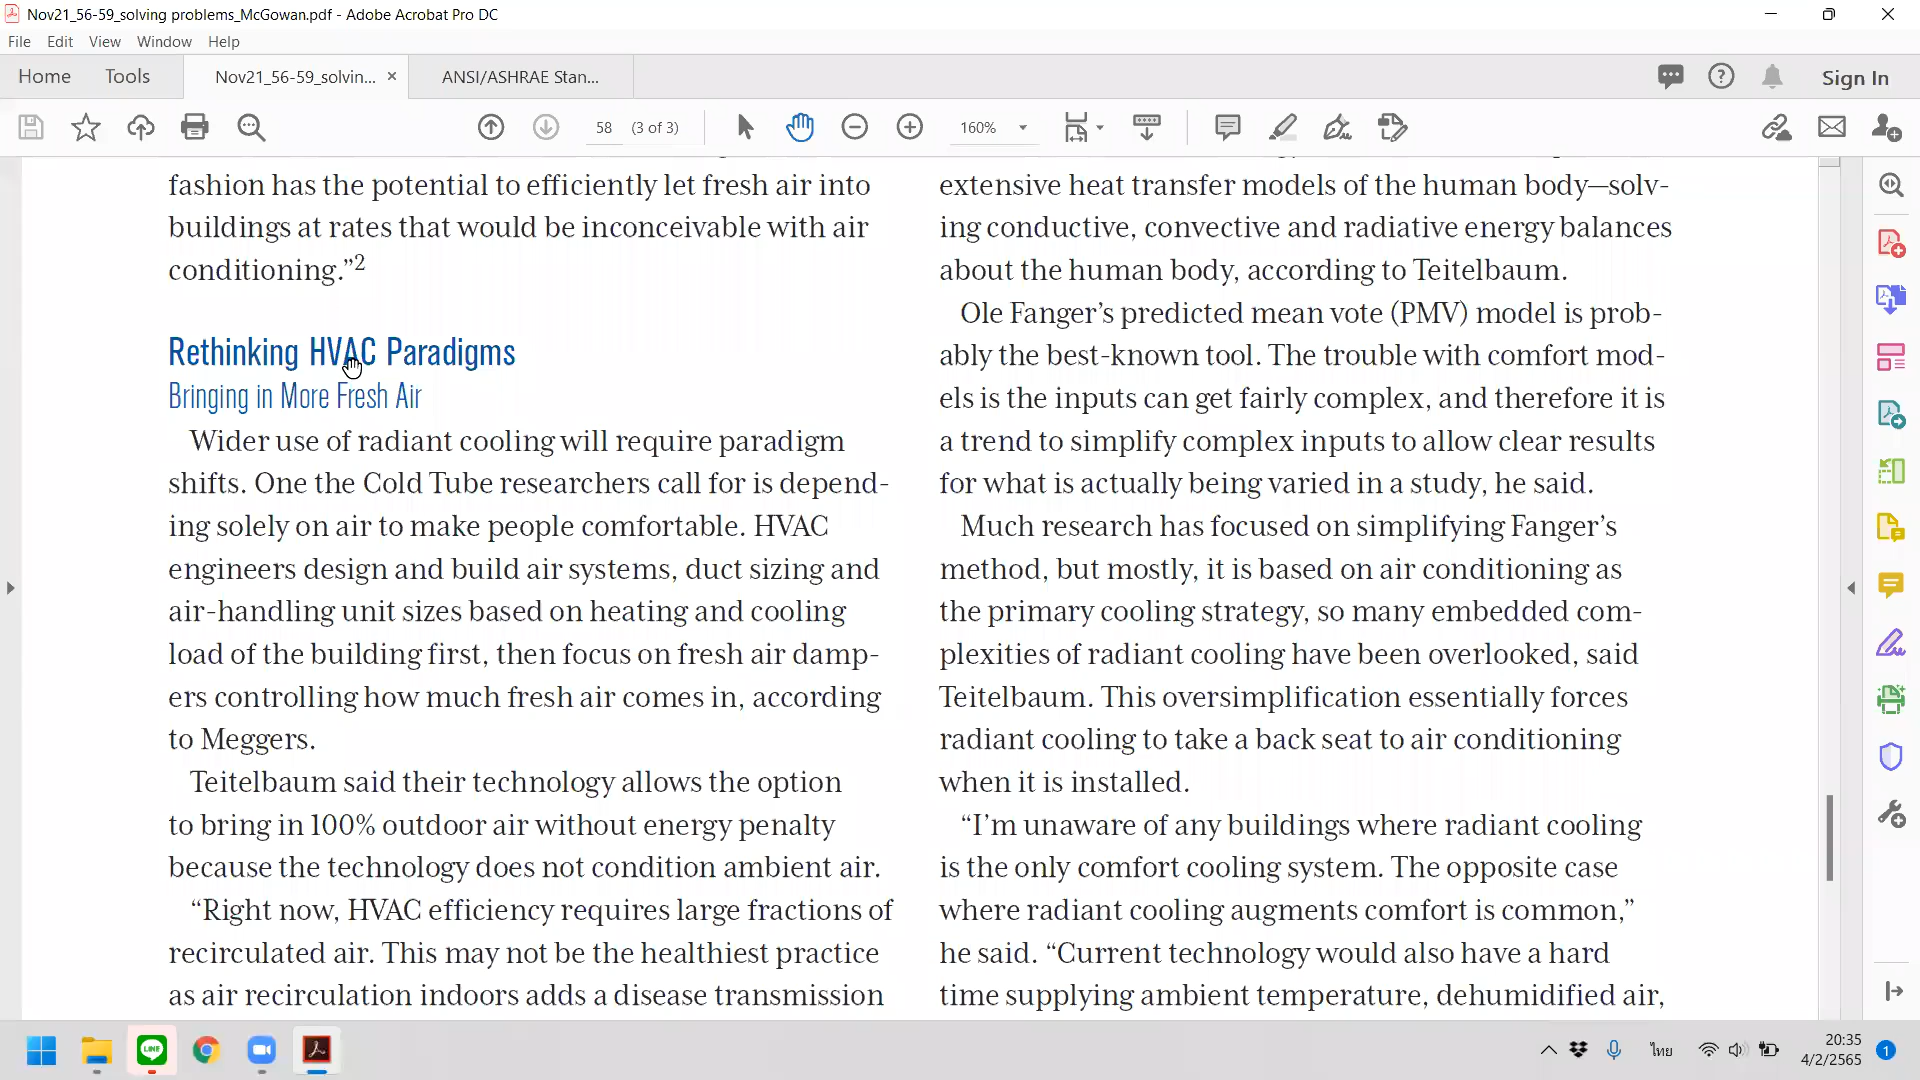 Nov21_56-59_solving problems_McGowan.pdf - Adobe Acrobat Pro DC
File Edit View Window Help
Home Tools Nov21_56-59_solvin... × ANSI/ASHRAE Stan... Sign In
58 (3 of 3) 160%
fashion has the potential to efficiently let fresh air into
buildings at rates that would be inconceivable with air
conditioning.”2
Rethinking HVAC Paradigms
Bringing in More Fresh Air
Wider use of radiant cooling will require paradigm
shifts. One the Cold Tube researchers call for is depend-
ing solely on air to make people comfortable. HVAC
engineers design and build air systems, duct sizing and
air-handling unit sizes based on heating and cooling
load of the building first, then focus on fresh air damp-
ers controlling how much fresh air comes in, according
to Meggers.
Teitelbaum said their technology allows the option
to bring in 100% outdoor air without energy penalty
because the technology does not condition ambient air.
“Right now, HVAC efficiency requires large fractions of
recirculated air. This may not be the healthiest practice
as air recirculation indoors adds a disease transmission
extensive heat transfer models of the human body—solv-
ing conductive, convective and radiative energy balances
about the human body, according to Teitelbaum.
Ole Fanger’s predicted mean vote (PMV) model is prob-
ably the best-known tool. The trouble with comfort mod-
els is the inputs can get fairly complex, and therefore it is
a trend to simplify complex inputs to allow clear results
for what is actually being varied in a study, he said.
Much research has focused on simplifying Fanger’s
method, but mostly, it is based on air conditioning as
the primary cooling strategy, so many embedded com-
plexities of radiant cooling have been overlooked, said
Teitelbaum. This oversimplification essentially forces
radiant cooling to take a back seat to air conditioning
when it is installed.
“I’m unaware of any buildings where radiant cooling
is the only comfort cooling system. The opposite case
where radiant cooling augments comfort is common,”
he said. “Current technology would also have a hard
time supplying ambient temperature, dehumidified air,
LINE
ไทย
20:35
4/2/2565
1